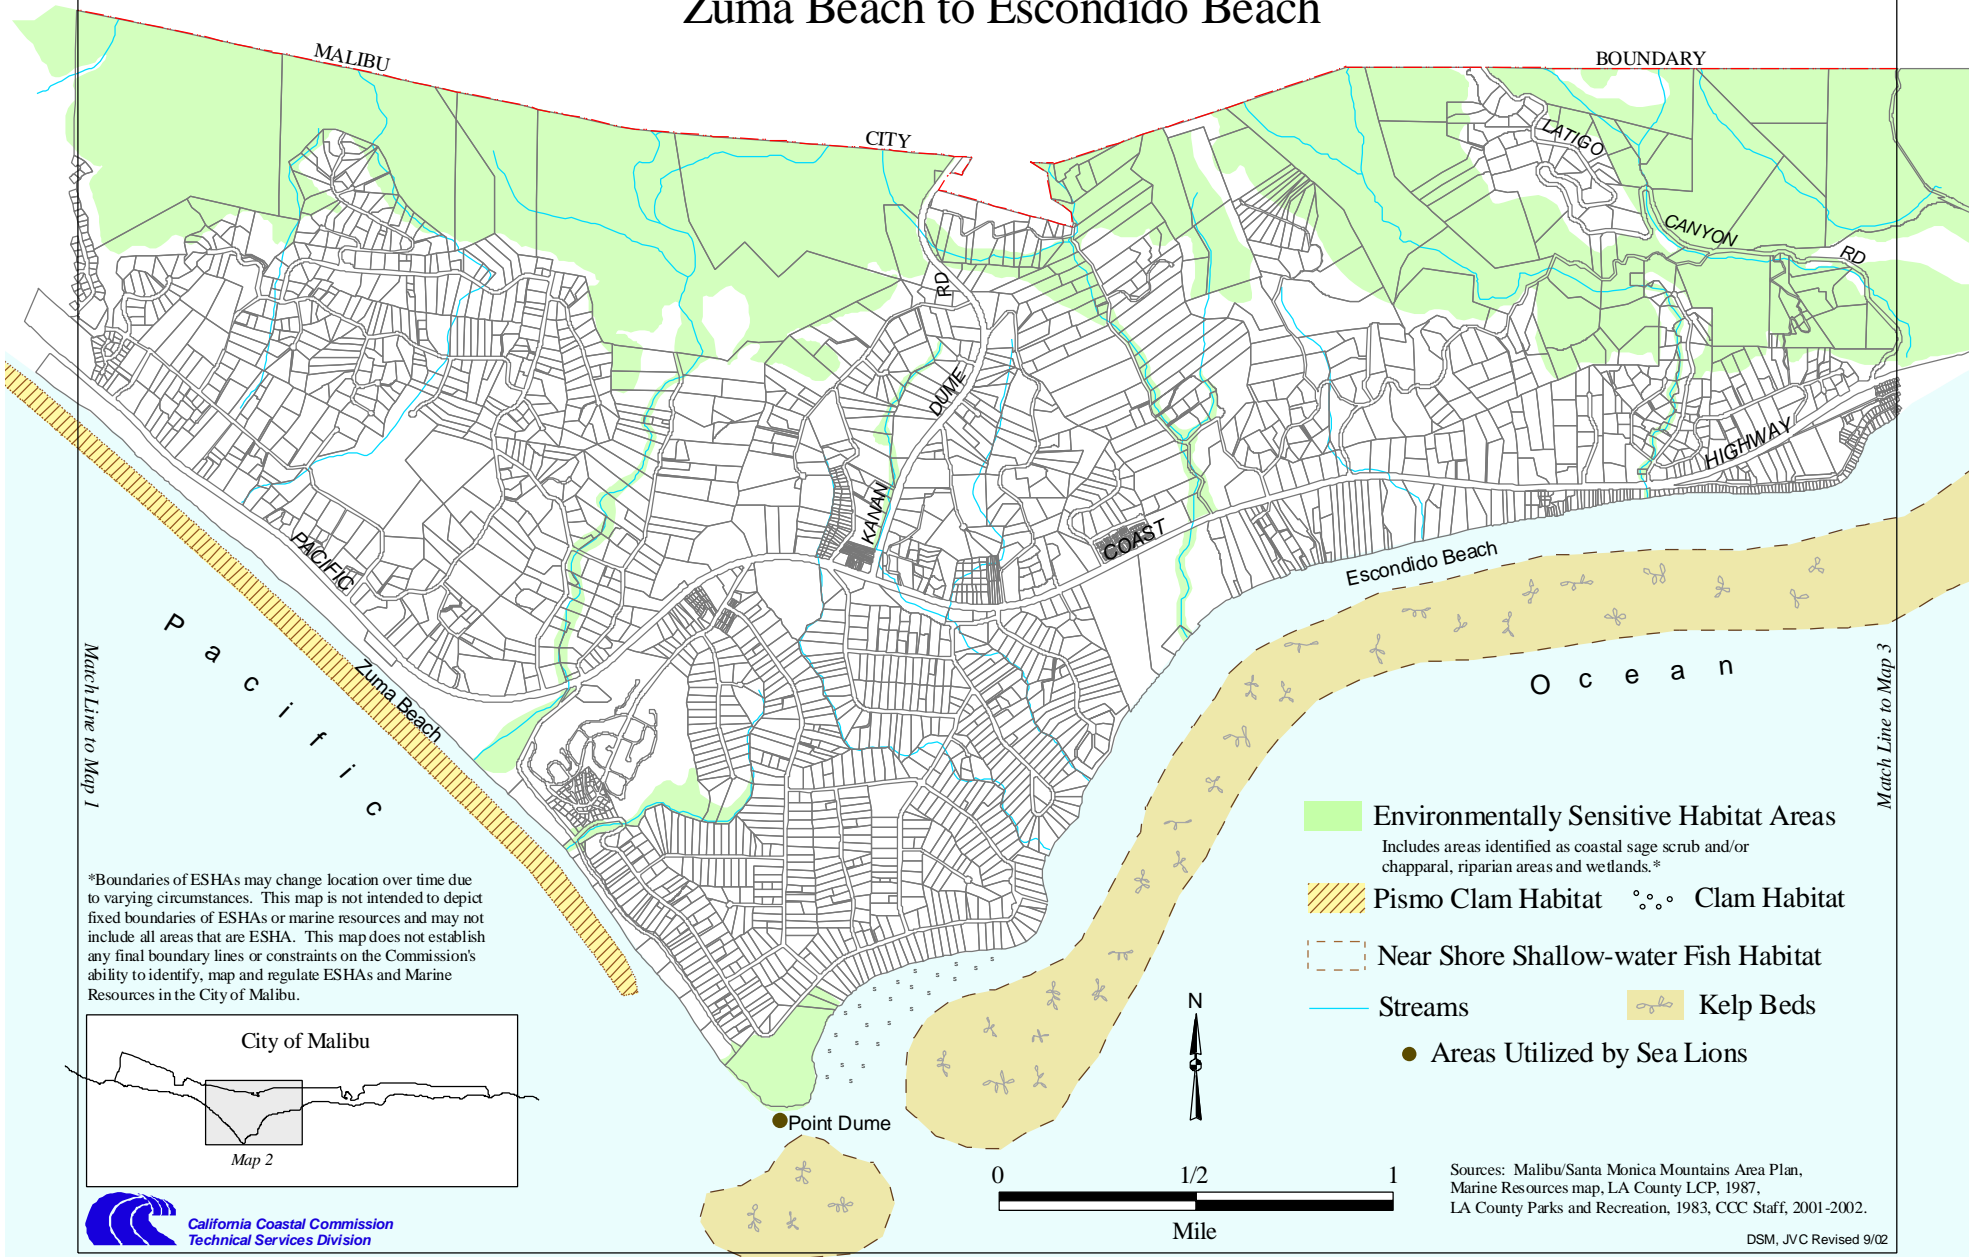 Zuma Beach to Escondido Beach
MALIBU
CITY
BOUNDARY
LATIGO
CANYON
RD
RD
DUME
KANAN
HIGHWAY
COAST
PACIFIC
Escondido Beach
Zuma Beach
Pacific
Ocean
Match Line to Map 1
Match Line to Map 3
Environmentally Sensitive Habitat Areas
Includes areas identified as coastal sage scrub and/or
chapparal, riparian areas and wetlands.*
Pismo Clam Habitat
Clam Habitat
Near Shore Shallow-water Fish Habitat
Streams
Kelp Beds
Areas Utilized by Sea Lions
*Boundaries of ESHAs may change location over time due
to varying circumstances. This map is not intended to depict
fixed boundaries of ESHAs or marine resources and may not
include all areas that are ESHA. This map does not establish
any final boundary lines or constraints on the Commission's
ability to identify, map and regulate ESHAs and Marine
Resources in the City of Malibu.
City of Malibu
Map 2
N
Point Dume
0 1/2 1
Mile
Sources: Malibu/Santa Monica Mountains Area Plan,
Marine Resources map, LA County LCP, 1987,
LA County Parks and Recreation, 1983, CCC Staff, 2001-2002.
California Coastal Commission
Technical Services Division
DSM, JVC Revised 9/02